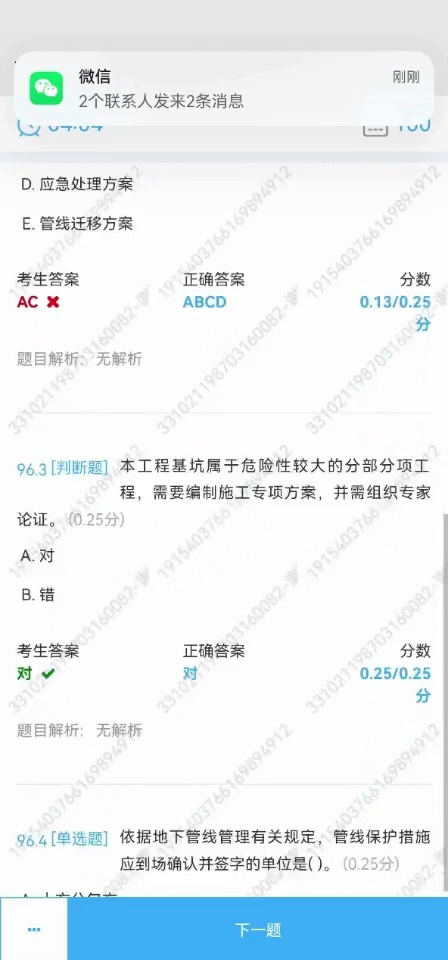 微信
刚刚
2个联系人发来2条消息
D. 应急处理方案
E. 管线迁移方案
考生答案 正确答案 分数
AC ABCD 0.13/0.25
分
题目解析： 无解析
96.3 [判断题] 本工程基坑属于危险性较大的分部分项工
程，需要编制施工专项方案，并需组织专家
论证。(0.25分)
A. 对
B. 错
考生答案 正确答案 分数
对 对 0.25/0.25
分
题目解析： 无解析
96.4 [单选题] 依据地下管线管理有关规定，管线保护措施
应到场确认并签字的单位是( )。(0.25分)
下一题
331021198703160082-
19154037661698949​12